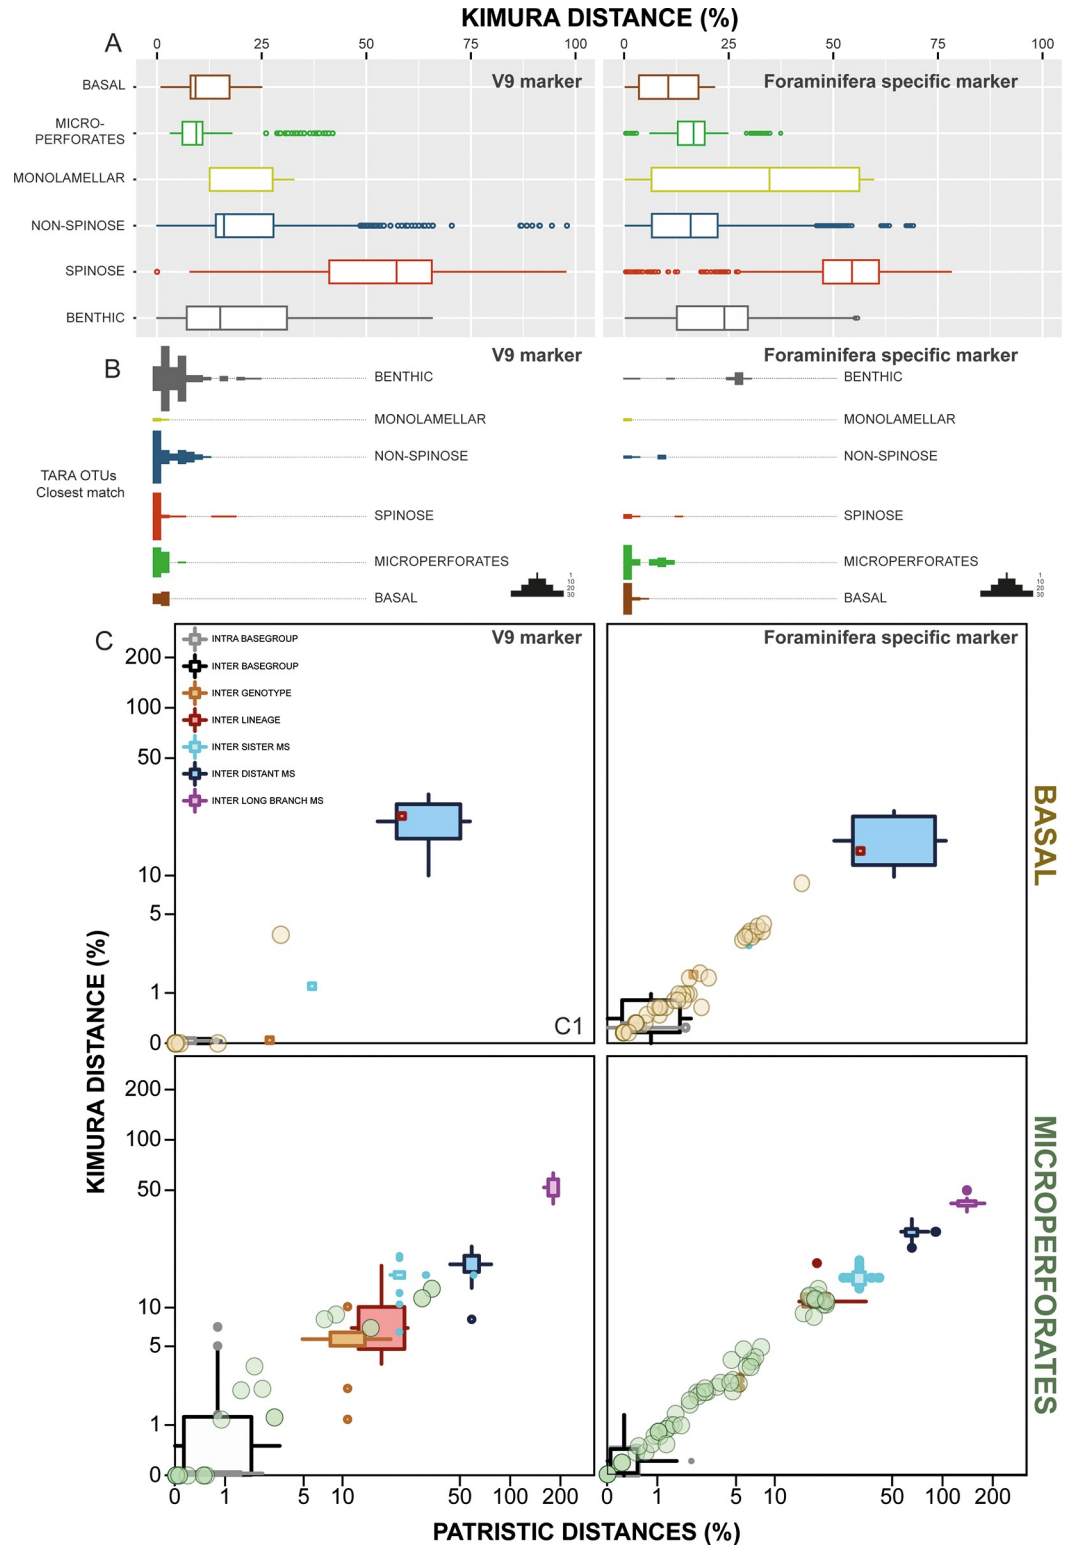 KIMURA DISTANCE (%)
A
0 25 50 75 100 0 25 50 75 100
V9 marker
Foraminifera specific marker
BASAL
MICRO-
PERFORATES
MONOLAMELLAR
NON-SPINOSE
SPINOSE
BENTHIC
B
V9 marker
Foraminifera specific marker
TARA OTUs
Closest match
BENTHIC BENTHIC
MONOLAMELLAR MONOLAMELLAR
NON-SPINOSE NON-SPINOSE
SPINOSE SPINOSE
MICROPERFORATES MICROPERFORATES
BASAL BASAL
1 1
10 10
20 20
30 30
C
V9 marker
Foraminifera specific marker
INTRA BASEGROUP
INTER BASEGROUP
INTER GENOTYPE
INTER LINEAGE
INTER SISTER MS
INTER DISTANT MS
INTER LONG BRANCH MS
200
100
50
10
5
1
0
C1
BASAL
KIMURA DISTANCE (%)
200
100
50
10
5
1
0
MICROPERFORATES
0 1 5 10 50 100 200 0 1 5 10 50 100 200
PATRISTIC DISTANCES (%)